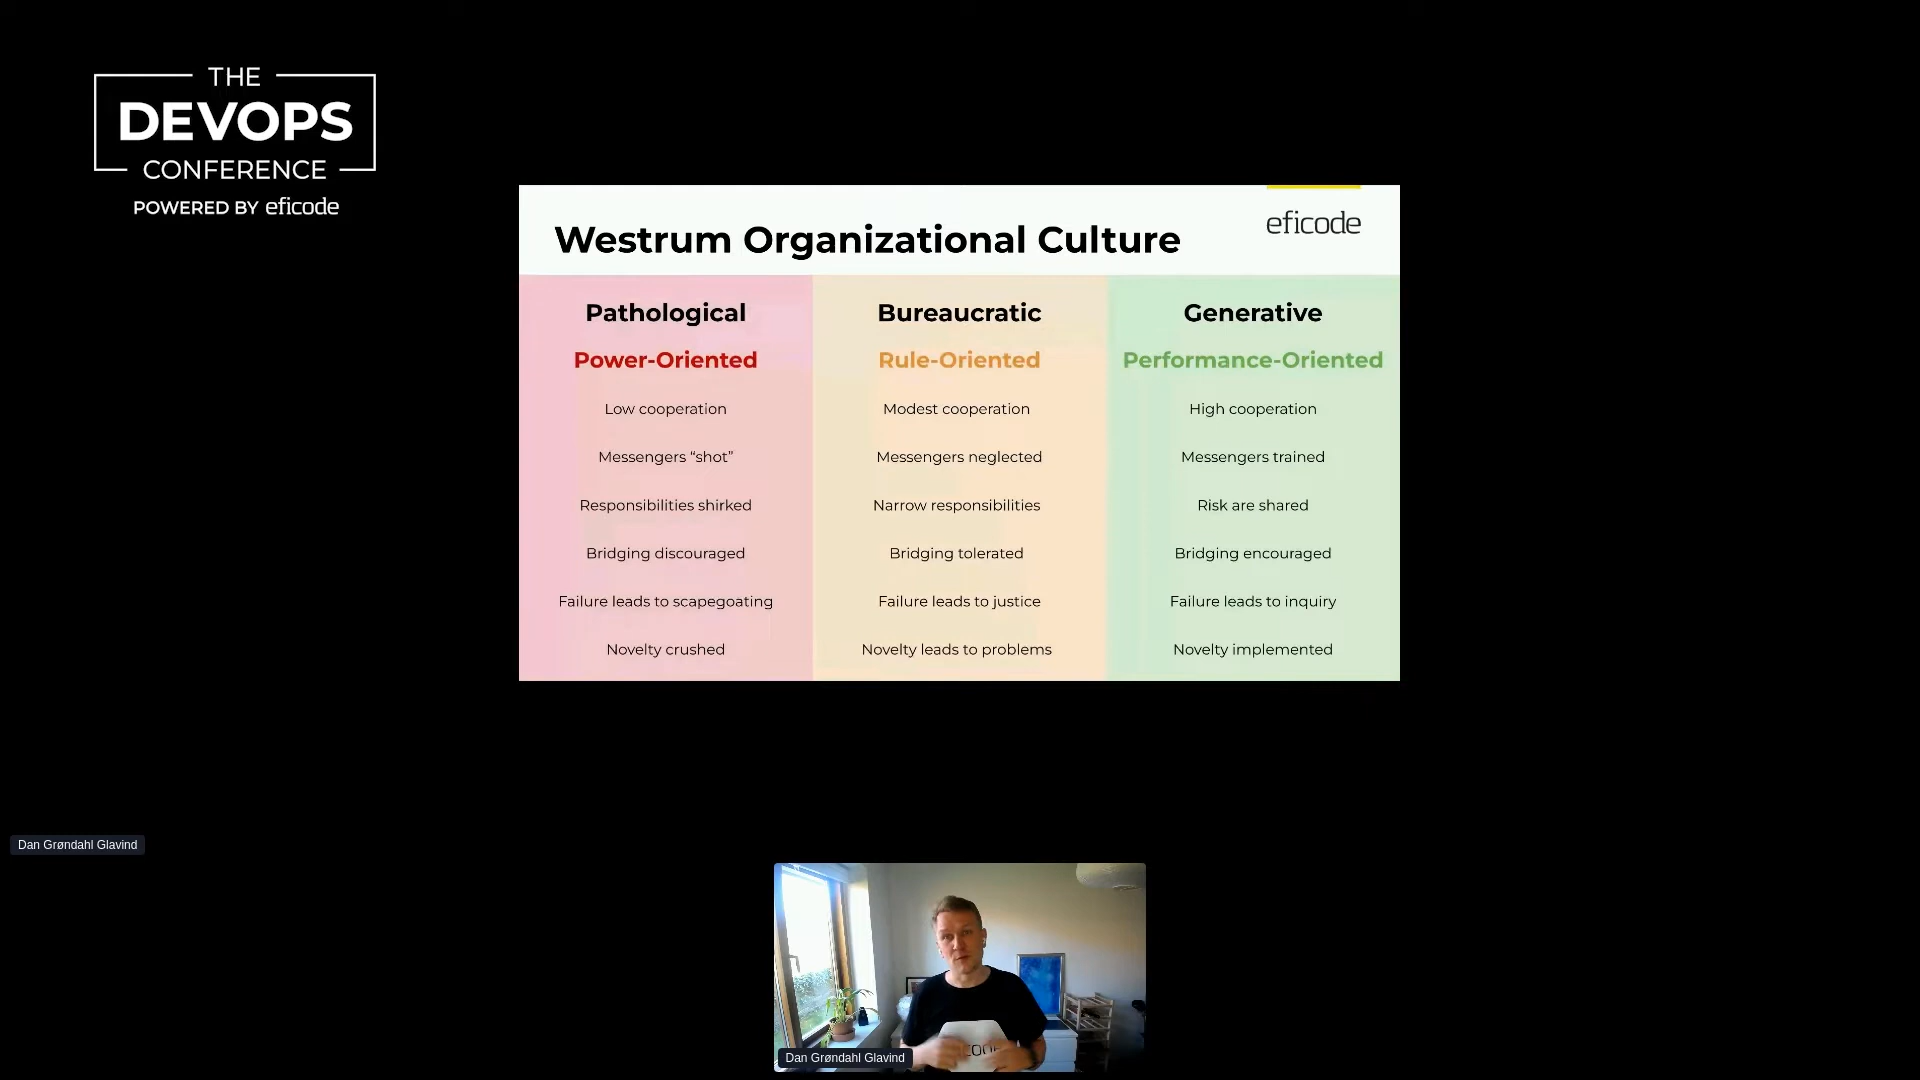 THE
DEVOPS
CONFERENCE
POWERED BY eficode
Westrum Organizational Culture
eficode
Pathological
Power-Oriented
Low cooperation
Messengers “shot”
Responsibilities shirked
Bridging discouraged
Failure leads to scapegoating
Novelty crushed
Bureaucratic
Rule-Oriented
Modest cooperation
Messengers neglected
Narrow responsibilities
Bridging tolerated
Failure leads to justice
Novelty leads to problems
Generative
Performance-Oriented
High cooperation
Messengers trained
Risk are shared
Bridging encouraged
Failure leads to inquiry
Novelty implemented
Dan Grøndahl Glavind
Dan Grøndahl Glavind